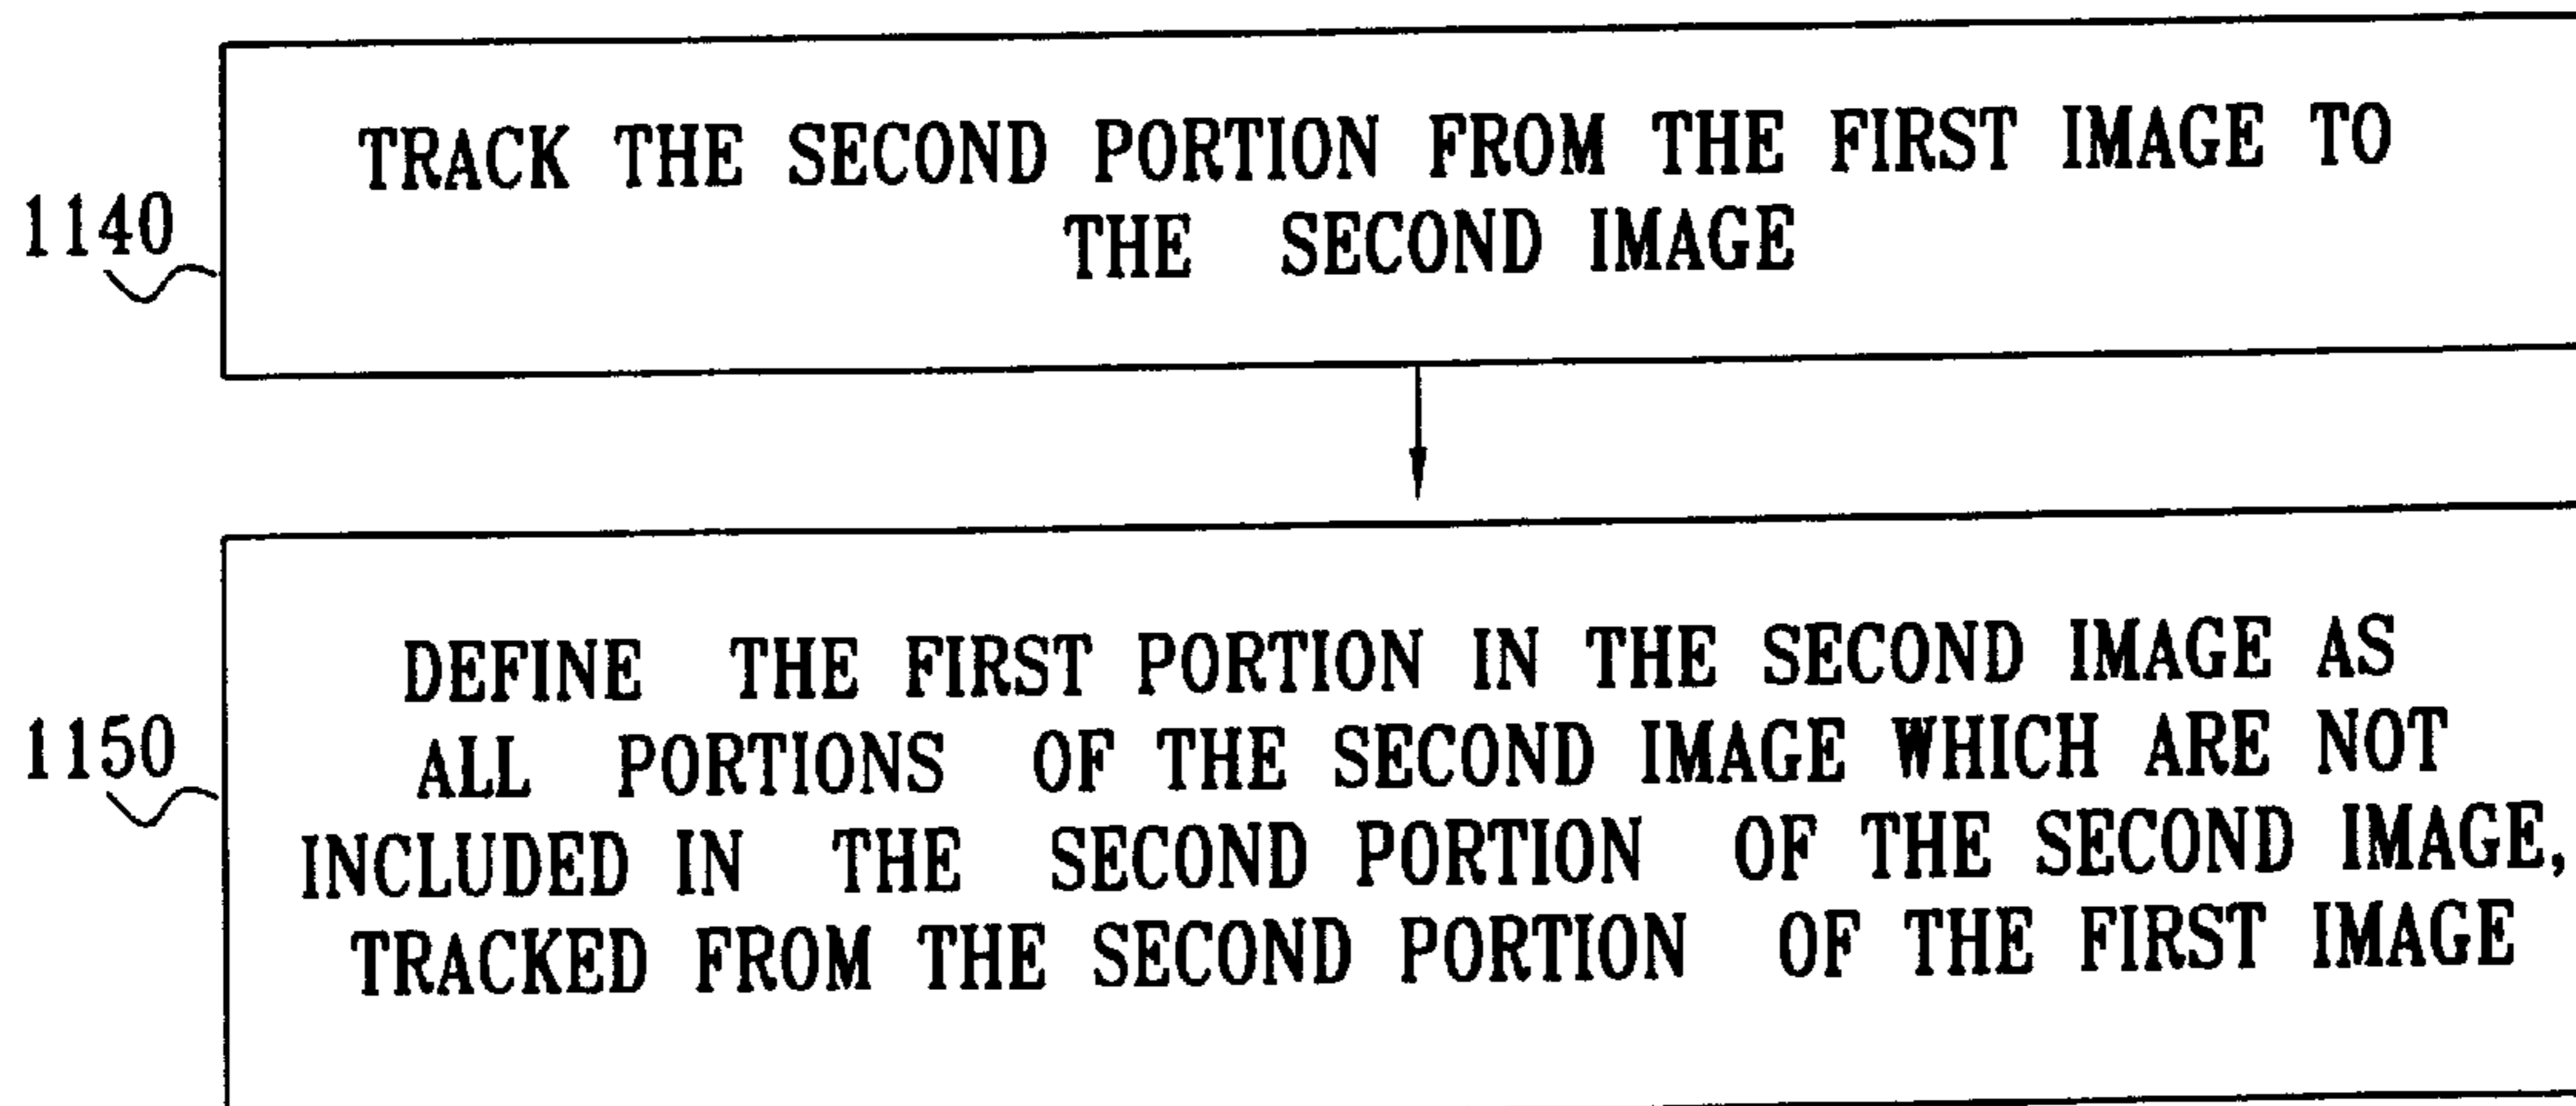 TRACK THE SECOND PORTION FROM THE FIRST IMAGE TO
THE SECOND IMAGE
1140
DEFINE THE FIRST PORTION IN THE SECOND IMAGE AS
ALL PORTIONS OF THE SECOND IMAGE WHICH ARE NOT
INCLUDED IN THE SECOND PORTION OF THE SECOND IMAGE,
TRACKED FROM THE SECOND PORTION OF THE FIRST IMAGE
1150